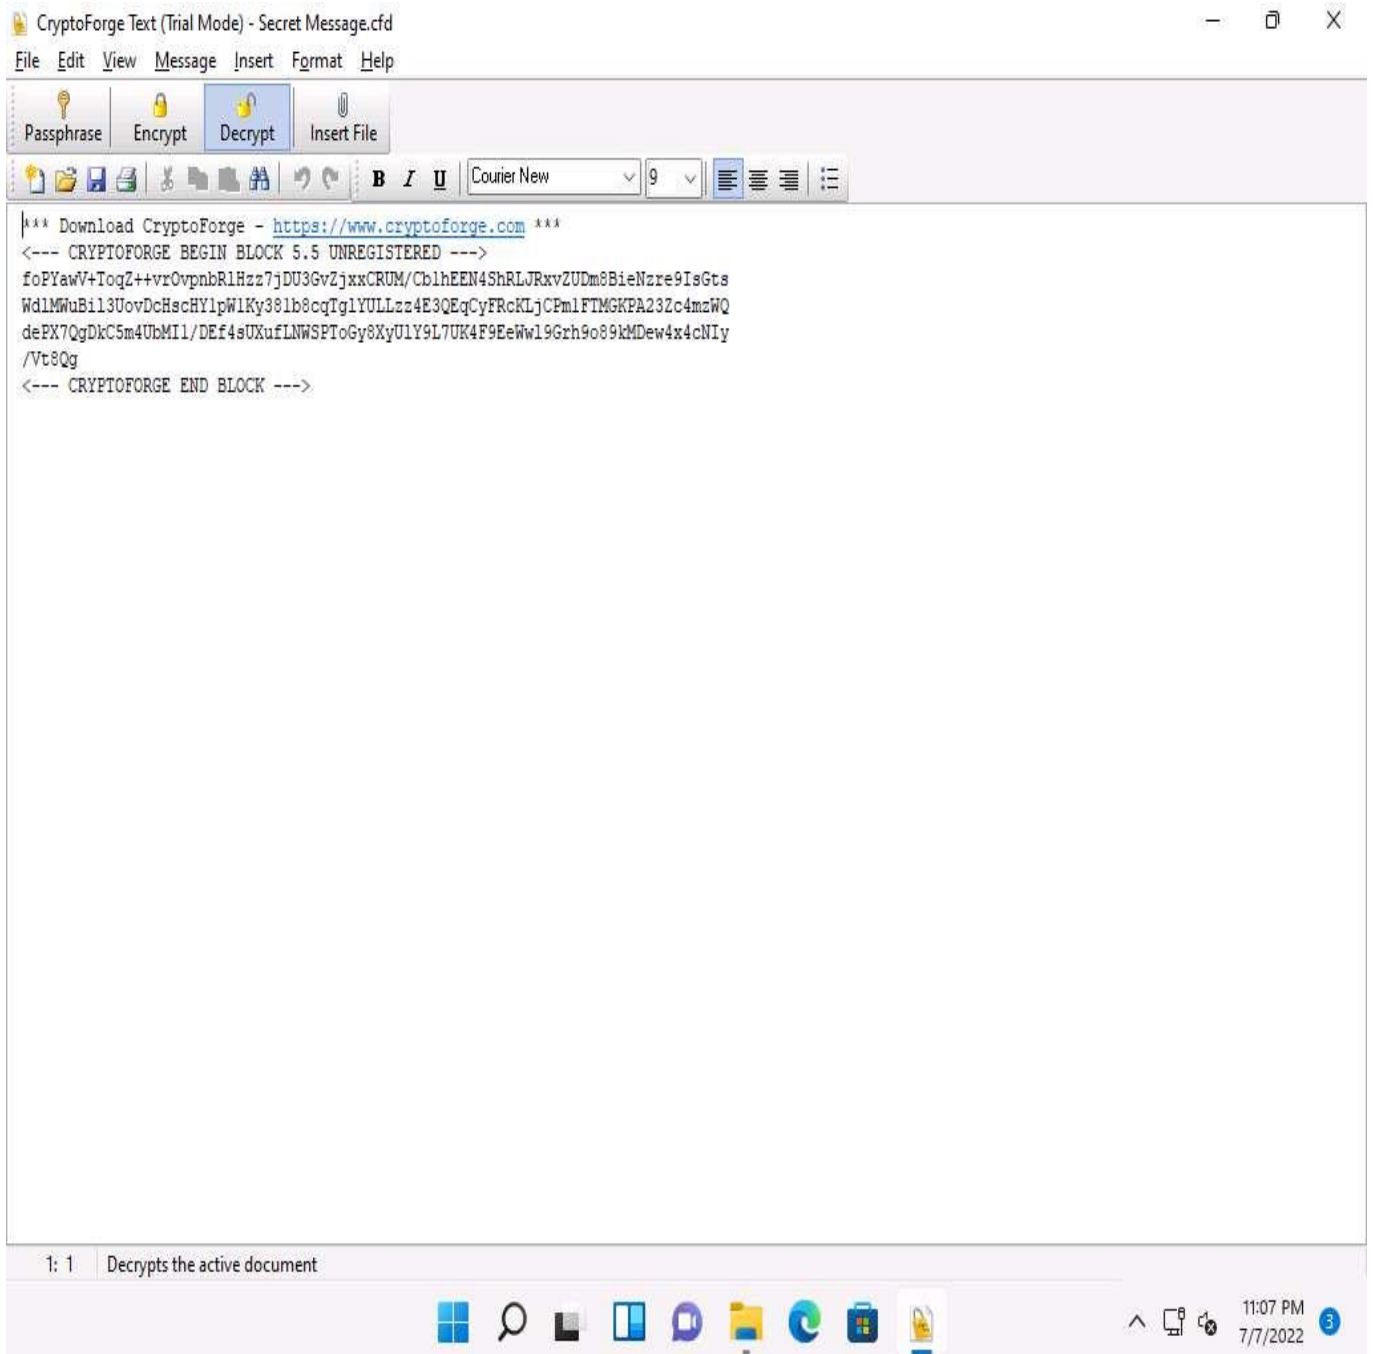 CryptoForge Text (Trial Mode) - Secret Message.cfd
File Edit View Message Insert Format Help
Passphrase Encrypt Decrypt Insert File
B I U Courier New 9
*** Download CryptoForge - https://www.cryptoforge.com ***
<--- CRYPTOFORGE BEGIN BLOCK 5.5 UNREGISTERED --->
foPYawV+ToqZ++vrOvpnbRlHzz7jDU3GvZjxxCRUM/CblhEEN4ShRLJRxvZUDm8BieNzre9IsGts
WdlMWuBil3UovDcHscHYlpWlKy38lb8cqTglYULLzz4E3QEqCyFRcKLjCPmlFTMGKPA23Zc4mzWQ
dePX7QgDkC5m4UbMIl/DEf4sUXufLNWSPToGy8XyUlY9L7UK4F9EeWwl9Grh9o89kMDew4x4cNIy
/Vt8Qg
<--- CRYPTOFORGE END BLOCK --->
1: 1 Decrypts the active document
11:07 PM
7/7/2022
3